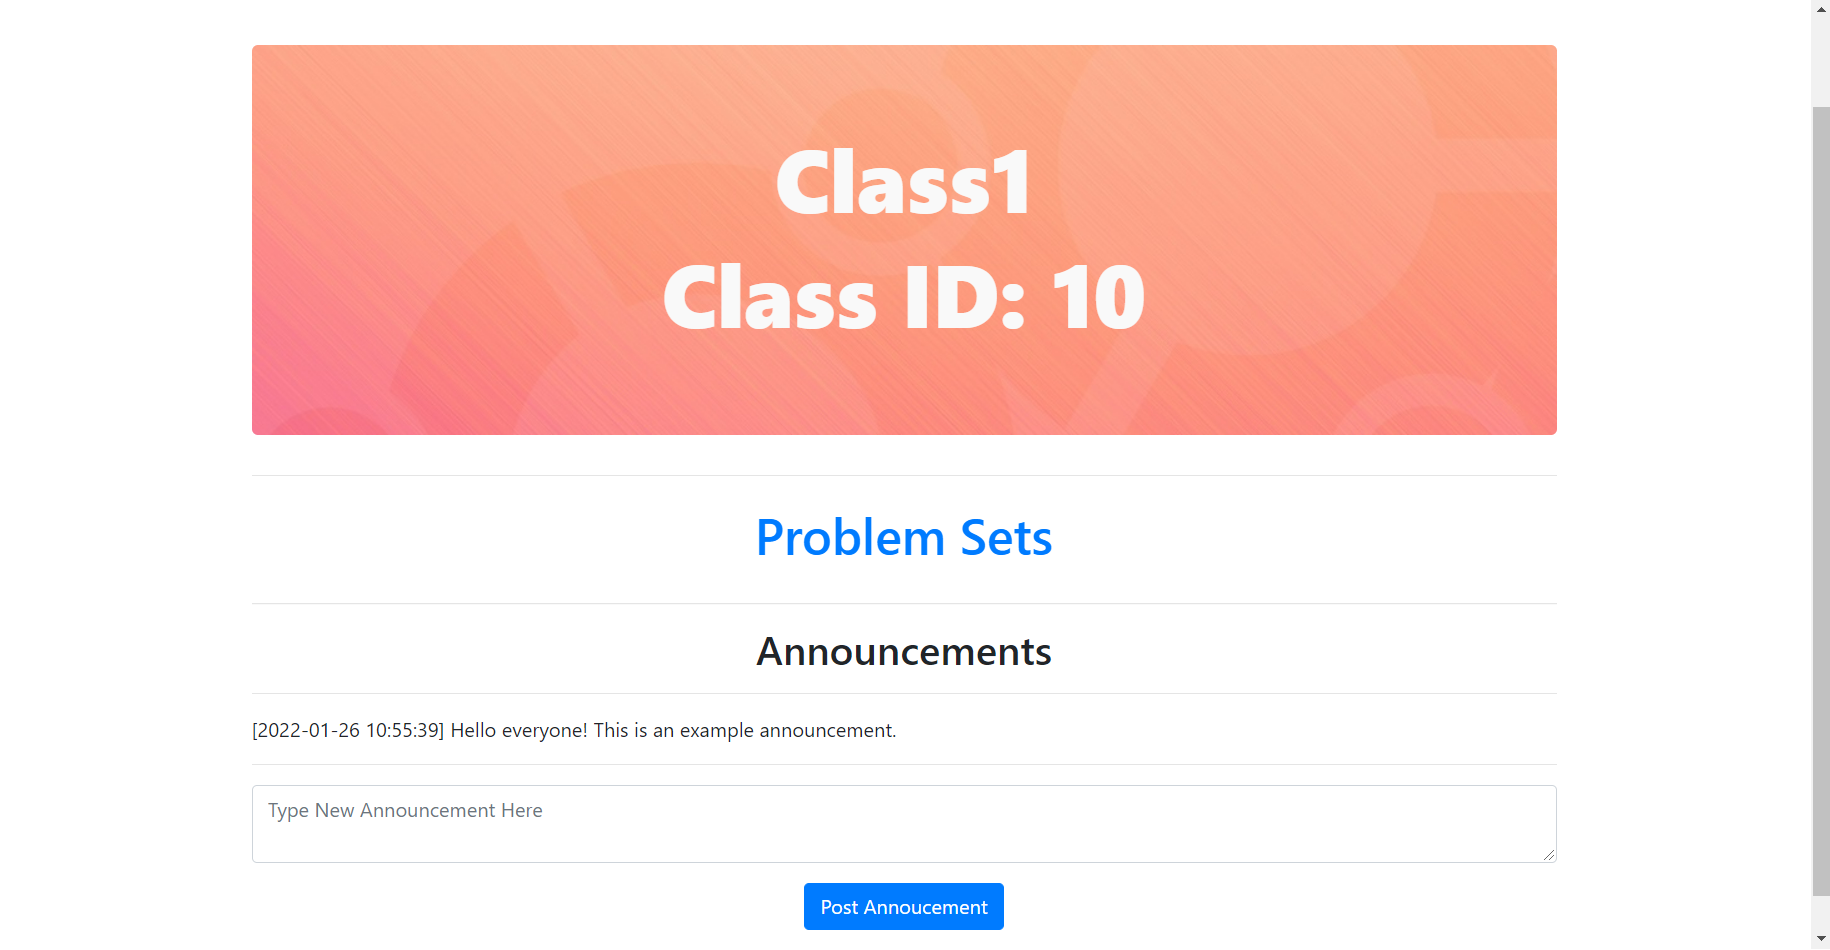 Class1
Class ID: 10
Problem Sets
Announcements
[2022-01-26 10:55:39] Hello everyone! This is an example announcement.
Type New Announcement Here
Post Annoucement